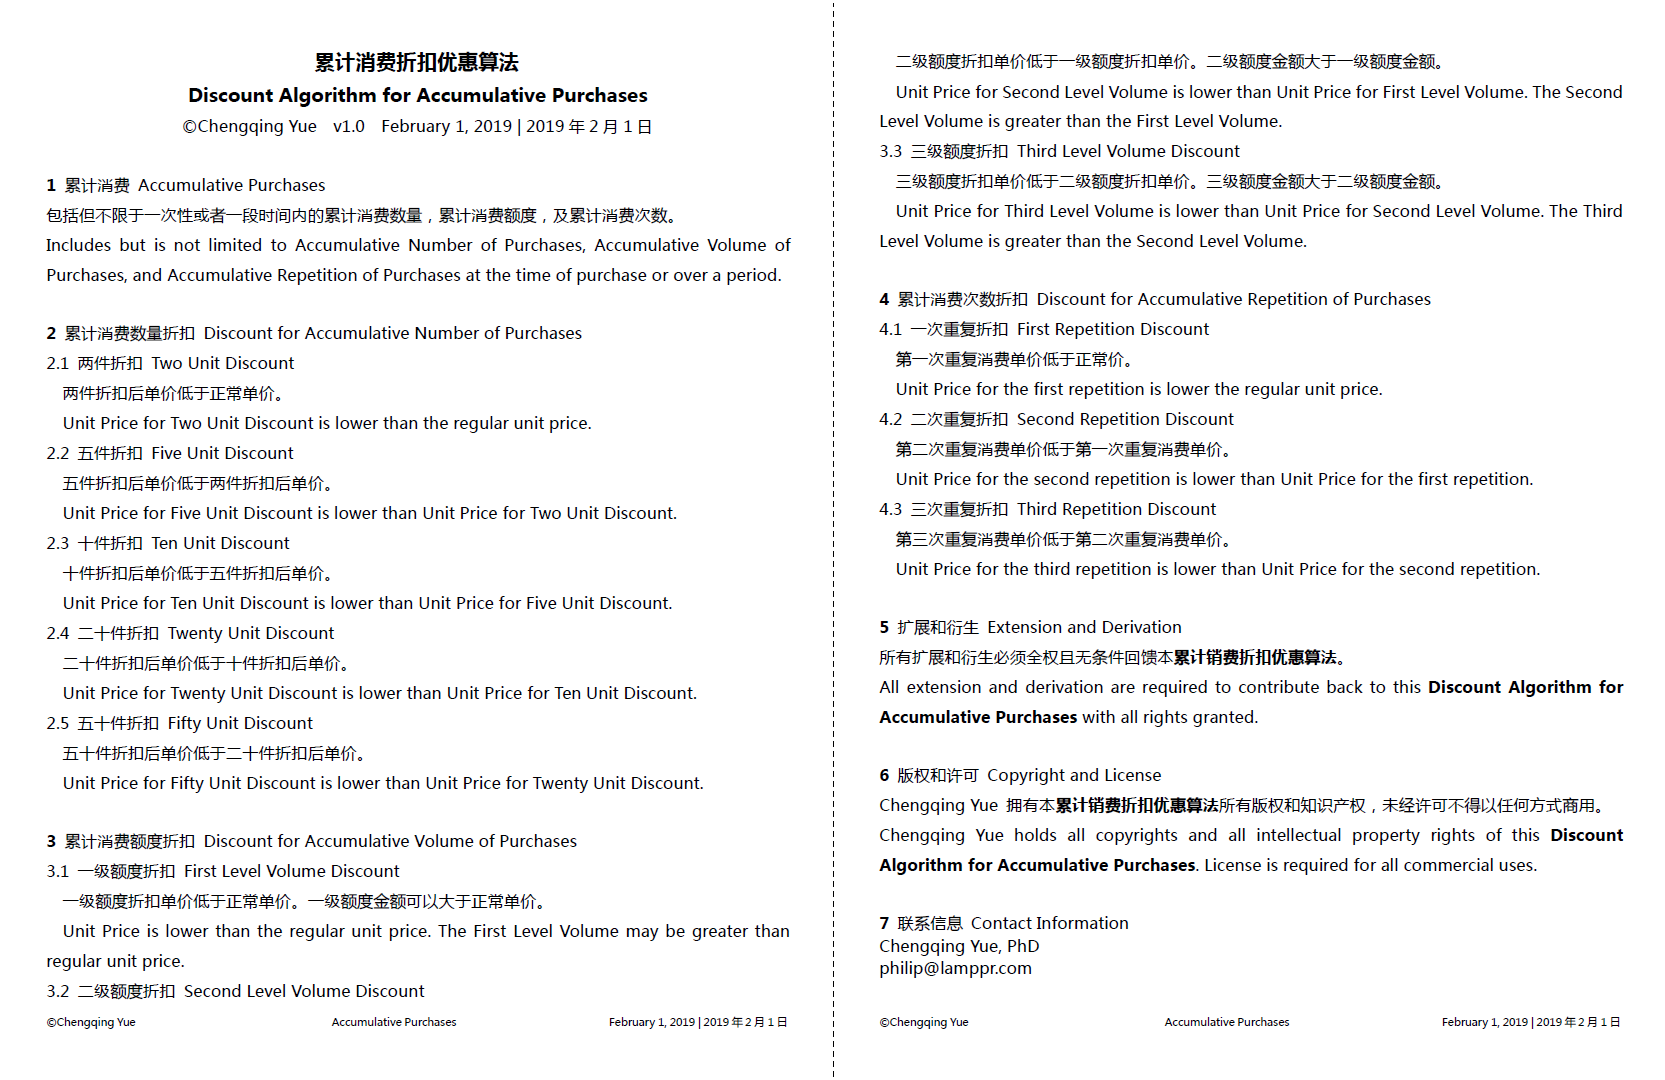 累计消费折扣优惠算法
Discount Algorithm for Accumulative Purchases
©Chengqing Yue v1.0 February 1, 2019 | 2019 年 2 月 1 日
1 累计消费 Accumulative Purchases
包括但不限于一次性或者一段时间内的累计消费数量，累计消费额度，及累计消费次数。
Includes but is not limited to Accumulative Number of Purchases, Accumulative Volume of
Purchases, and Accumulative Repetition of Purchases at the time of purchase or over a period.
2 累计消费数量折扣 Discount for Accumulative Number of Purchases
2.1 两件折扣 Two Unit Discount
两件折扣后单价低于正常单价。
Unit Price for Two Unit Discount is lower than the regular unit price.
2.2 五件折扣 Five Unit Discount
五件折扣后单价低于两件折扣后单价。
Unit Price for Five Unit Discount is lower than Unit Price for Two Unit Discount.
2.3 十件折扣 Ten Unit Discount
十件折扣后单价低于五件折扣后单价。
Unit Price for Ten Unit Discount is lower than Unit Price for Five Unit Discount.
2.4 二十件折扣 Twenty Unit Discount
二十件折扣后单价低于十件折扣后单价。
Unit Price for Twenty Unit Discount is lower than Unit Price for Ten Unit Discount.
2.5 五十件折扣 Fifty Unit Discount
五十件折扣后单价低于二十件折扣后单价。
Unit Price for Fifty Unit Discount is lower than Unit Price for Twenty Unit Discount.
3 累计消费额度折扣 Discount for Accumulative Volume of Purchases
3.1 一级额度折扣 First Level Volume Discount
一级额度折扣单价低于正常单价。一级额度金额可以大于正常单价。
Unit Price is lower than the regular unit price. The First Level Volume may be greater than
regular unit price.
3.2 二级额度折扣 Second Level Volume Discount
©Chengqing Yue Accumulative Purchases February 1, 2019 | 2019 年 2 月 1 日
二级额度折扣单价低于一级额度折扣单价。二级额度金额大于一级额度金额。
Unit Price for Second Level Volume is lower than Unit Price for First Level Volume. The Second
Level Volume is greater than the First Level Volume.
3.3 三级额度折扣 Third Level Volume Discount
三级额度折扣单价低于二级额度折扣单价。三级额度金额大于二级额度金额。
Unit Price for Third Level Volume is lower than Unit Price for Second Level Volume. The Third
Level Volume is greater than the Second Level Volume.
4 累计消费次数折扣 Discount for Accumulative Repetition of Purchases
4.1 一次重复折扣 First Repetition Discount
第一次重复消费单价低于正常价。
Unit Price for the first repetition is lower the regular unit price.
4.2 二次重复折扣 Second Repetition Discount
第二次重复消费单价低于第一次重复消费单价。
Unit Price for the second repetition is lower than Unit Price for the first repetition.
4.3 三次重复折扣 Third Repetition Discount
第三次重复消费单价低于第二次重复消费单价。
Unit Price for the third repetition is lower than Unit Price for the second repetition.
5 扩展和衍生 Extension and Derivation
所有扩展和衍生必须全权且无条件回馈本累计销费折扣优惠算法。
All extension and derivation are required to contribute back to this Discount Algorithm for
Accumulative Purchases with all rights granted.
6 版权和许可 Copyright and License
Chengqing Yue 拥有本累计销费折扣优惠算法所有版权和知识产权，未经许可不得以任何方式商用。
Chengqing Yue holds all copyrights and all intellectual property rights of this Discount
Algorithm for Accumulative Purchases. License is required for all commercial uses.
7 联系信息 Contact Information
Chengqing Yue, PhD
philip@lamppr.com
©Chengqing Yue Accumulative Purchases February 1, 2019 | 2019 年 2 月 1 日